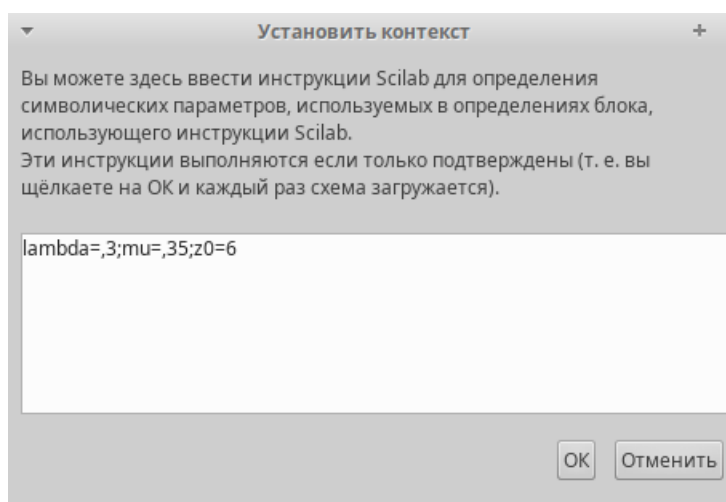 Установить контекст
Вы можете здесь ввести инструкции Scilab для определения
символических параметров, используемых в определениях блока,
использующего инструкции Scilab.
Эти инструкции выполняются если только подтверждены (т. е. вы
щёлкаете на ОК и каждый раз схема загружается).
lambda=,3;mu=,35;z0=6
ОК Отменить